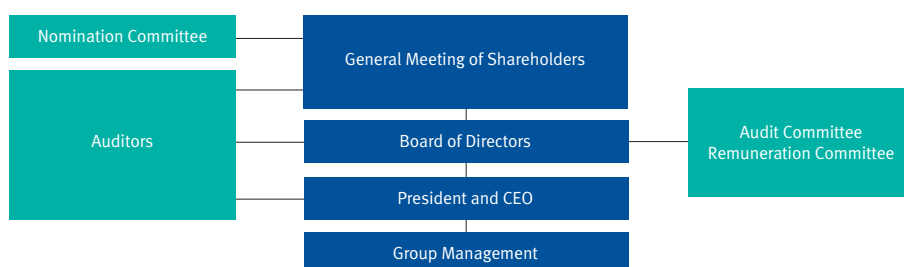 Nomination Committee
General Meeting of Shareholders
Auditors
Board of Directors
Audit Committee
Remuneration Committee
President and CEO
Group Management